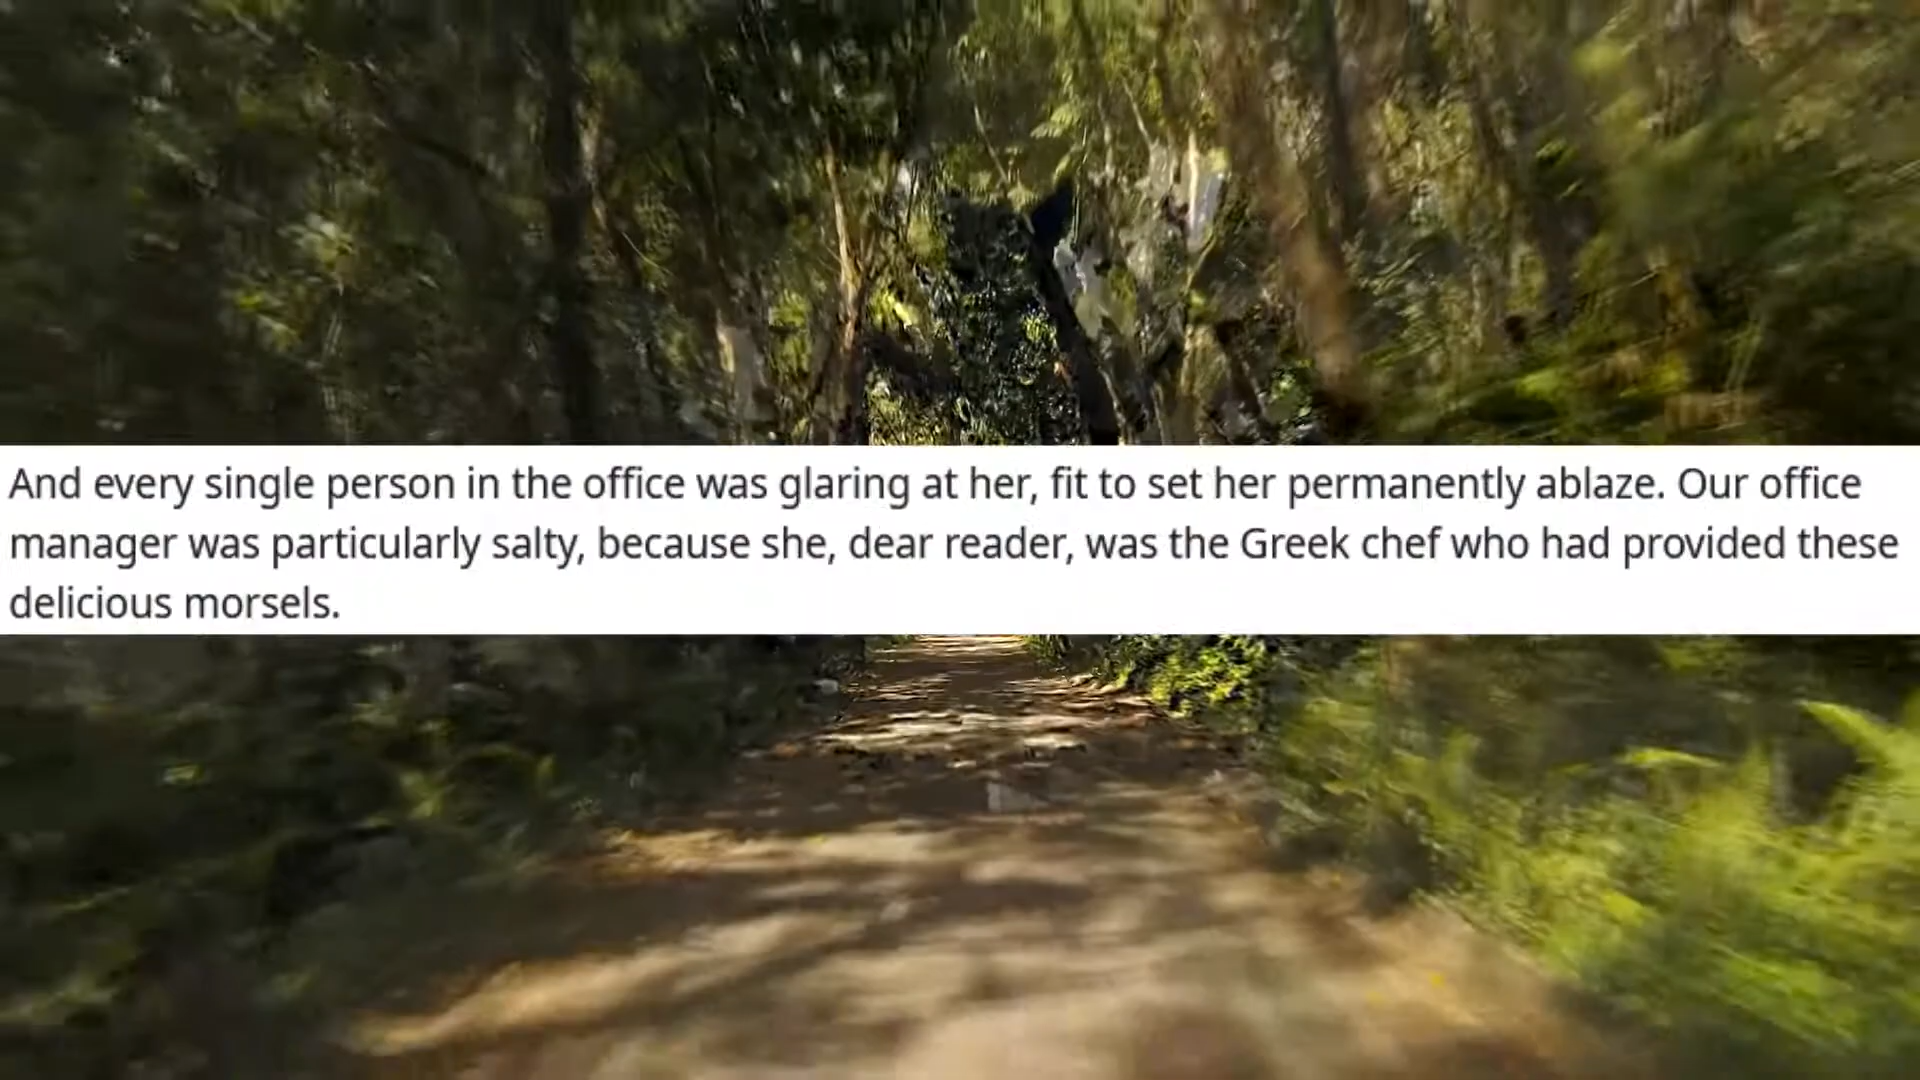 And every single person in the office was glaring at her, fit to set her permanently ablaze. Our office
manager was particularly salty, because she, dear reader, was the Greek chef who had provided these
delicious morsels.